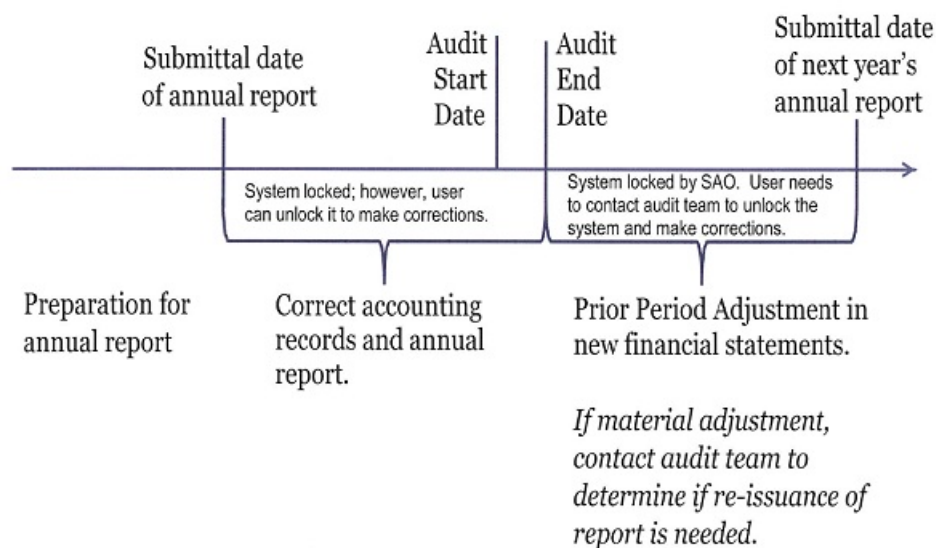 Submittal date
of annual report
Audit
Start
Date
Audit
End
Date
Submittal date
of next year's
annual report
System locked; however, user
can unlock it to make corrections.
System locked by SAO. User needs
to contact audit team to unlock the
system and make corrections.
Preparation for
annual report
Correct accounting
records and annual
report.
Prior Period Adjustment in
new financial statements.
If material adjustment,
contact audit team to
determine if re-issuance of
report is needed.